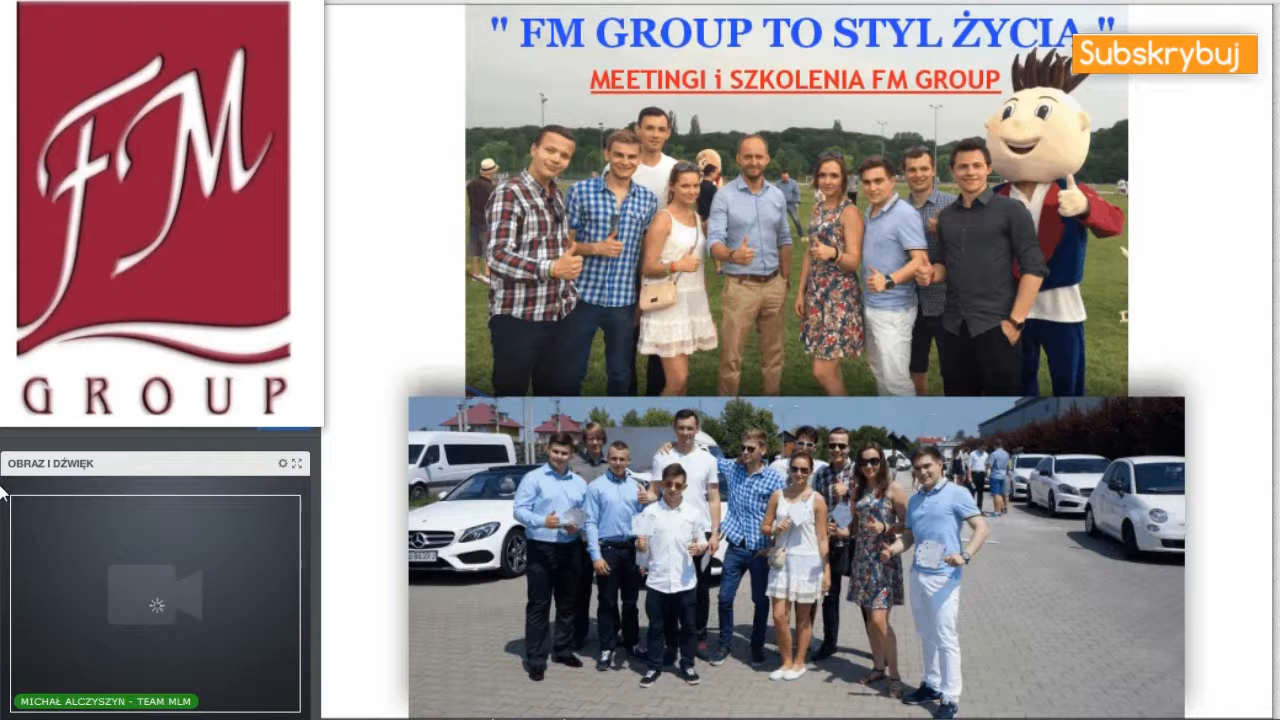 FM
GROUP
" FM GROUP TO STYL ŻYCIA "
MEETINGI i SZKOLENIA FM GROUP
Subskrybuj
OBRAZ I DŹWIĘK
MICHAŁ ALCZYSZYN - TEAM MLM